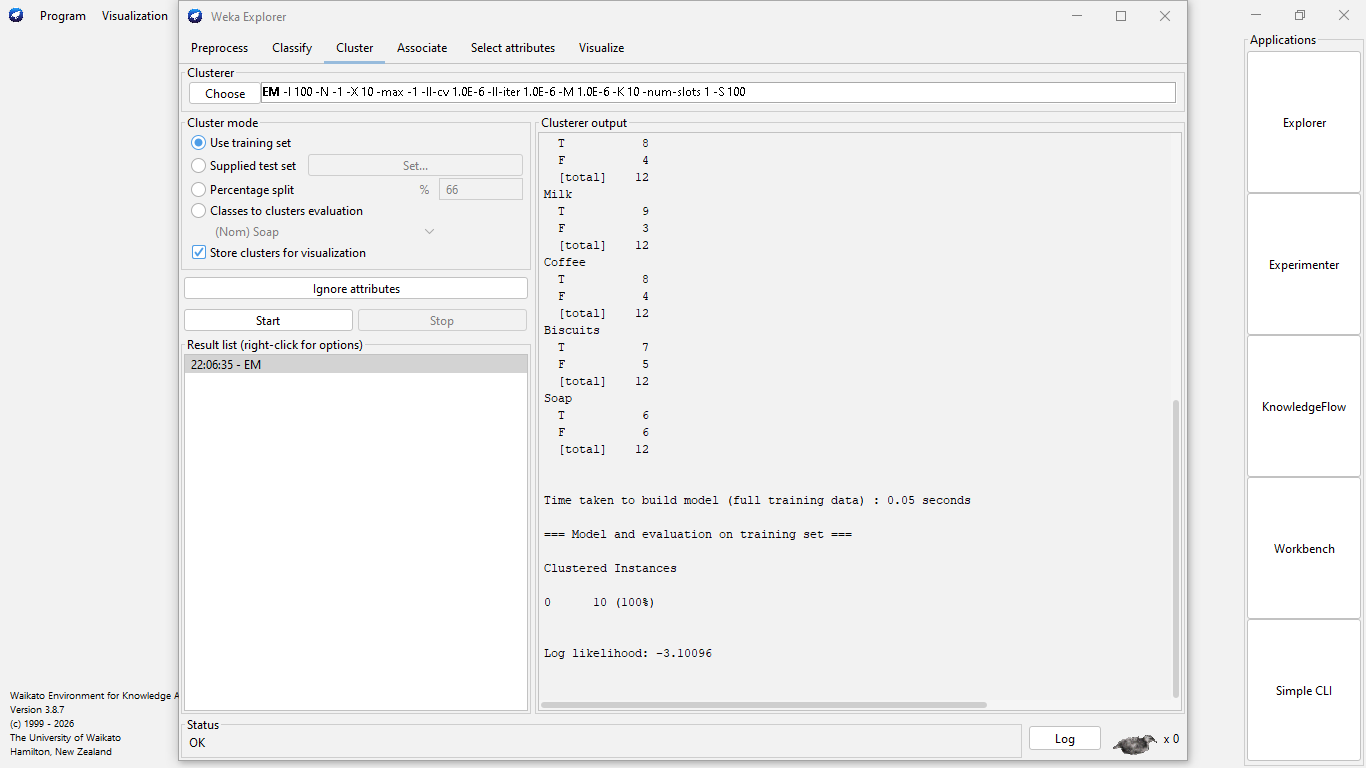 Program Visualization
Weka Explorer
Preprocess Classify Cluster Associate Select attributes Visualize
Clusterer
Choose EM -I 100 -N -1 -X 10 -max -1 -ll-cv 1.0E-6 -ll-iter 1.0E-6 -M 1.0E-6 -K 10 -num-slots 1 -S 100
Cluster mode
Use training set
Supplied test set Set...
Percentage split % 66
Classes to clusters evaluation
(Nom) Soap
Store clusters for visualization
Ignore attributes
Start Stop
Result list (right-click for options)
22:06:35 - EM
Clusterer output
T 8
F 4
[total] 12
Milk
T 9
F 3
[total] 12
Coffee
T 8
F 4
[total] 12
Biscuits
T 7
F 5
[total] 12
Soap
T 6
F 6
[total] 12
Time taken to build model (full training data) : 0.05 seconds
=== Model and evaluation on training set ===
Clustered Instances
0 10 (100%)
Log likelihood: -3.10096
Status
OK
Log x 0
Applications
Explorer
Experimenter
KnowledgeFlow
Workbench
Simple CLI
Waikato Environment for Knowledge A
Version 3.8.7
(c) 1999 - 2026
The University of Waikato
Hamilton, New Zealand